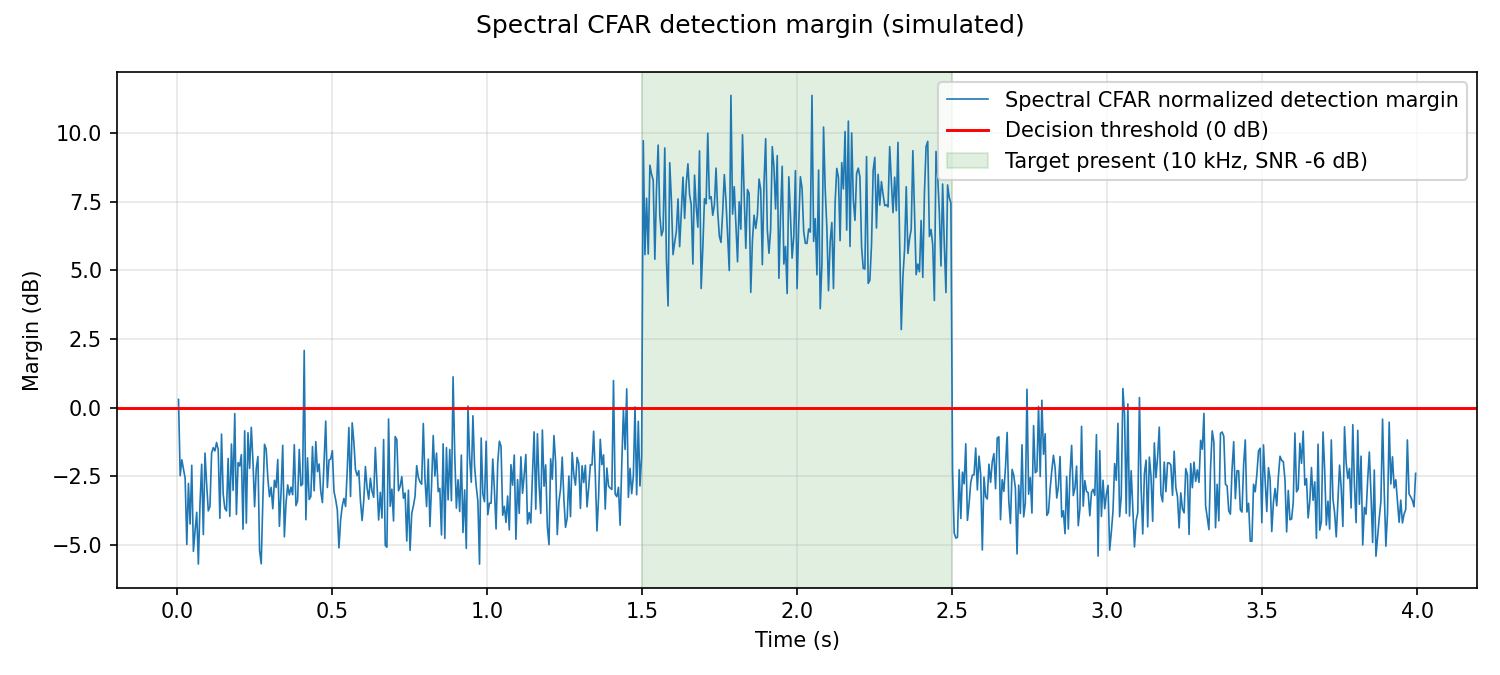 Spectral CFAR detection margin (simulated)
Spectral CFAR normalized detection margin
Decision threshold (0 dB)
Target present (10 kHz, SNR -6 dB)
Margin (dB)
10.0
7.5
5.0
2.5
0.0
−2.5
−5.0
0.0 0.5 1.0 1.5 2.0 2.5 3.0 3.5 4.0
Time (s)